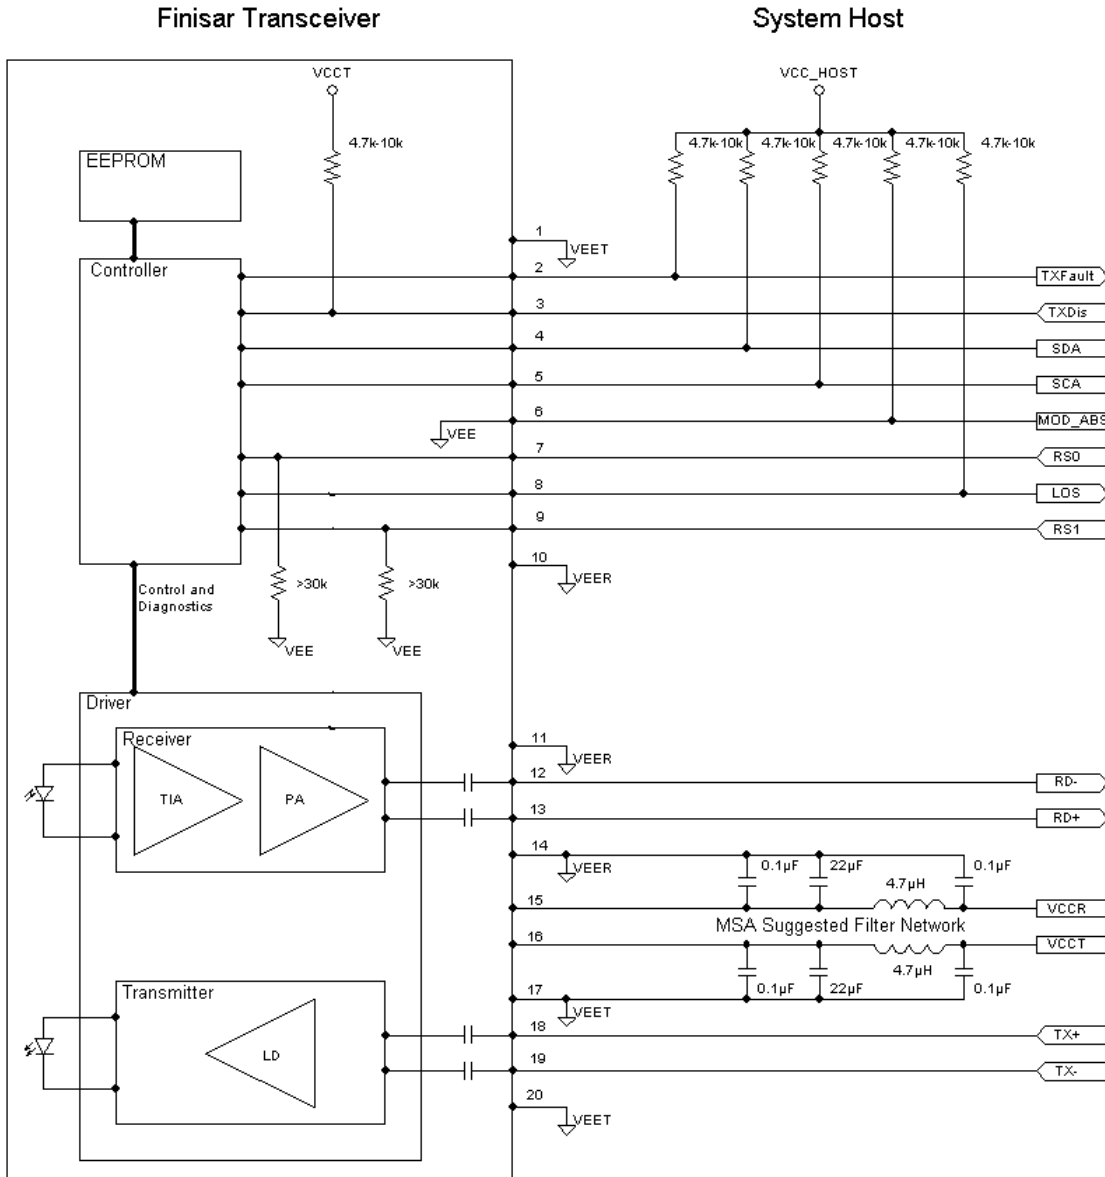 Finisar Transceiver
System Host
VCCT
VCC_HOST
4.7k-10k
4.7k-10k
4.7k-10k
4.7k-10k
4.7k-10k
4.7k-10k
EEPROM
Controller
1
VEET
2
TXFault
3
TXDis
4
SDA
5
SCA
6
VEE
MOD_ABS
7
RS0
8
LOS
9
RS1
10
VEER
Control and
Diagnostics
>30k
>30k
VEE
VEE
Driver
Receiver
TIA
PA
11
VEER
12
RD-
13
RD+
14
VEER
0.1µF
22µF
4.7µH
0.1µF
15
VCCR
MSA Suggested Filter Network
16
VCCT
4.7µH
0.1µF
22µF
0.1µF
17
VEET
Transmitter
LD
18
TX+
19
TX-
20
VEET